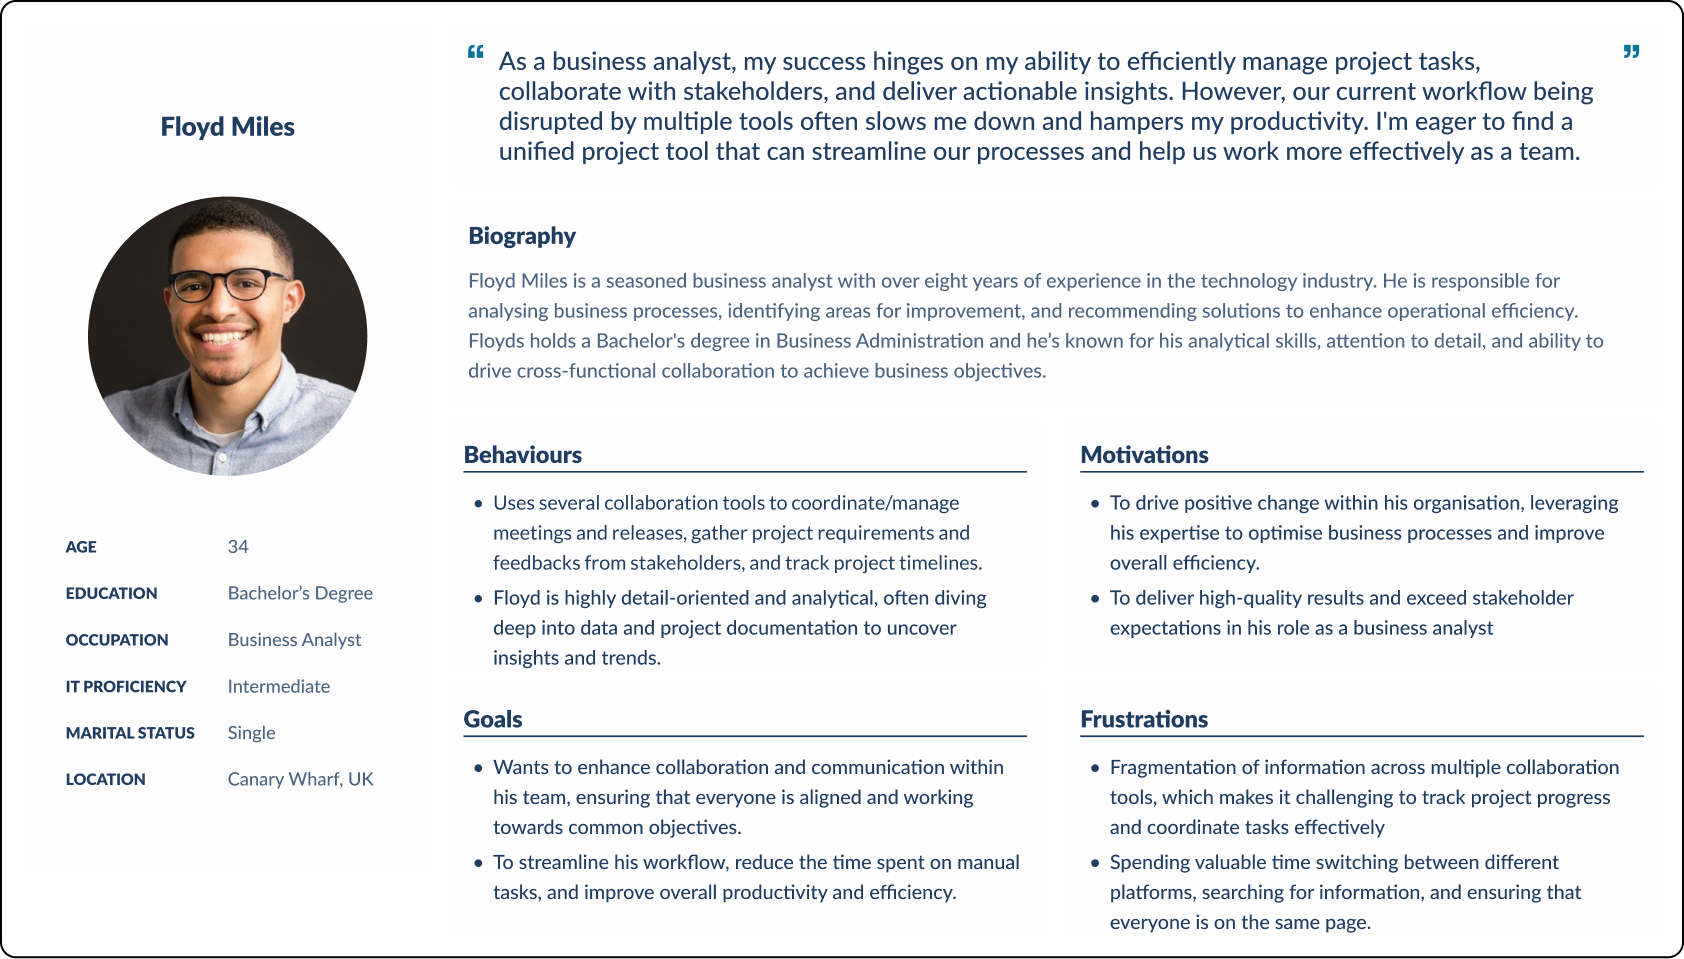 Floyd Miles
AGE 34
EDUCATION Bachelor’s Degree
OCCUPATION Business Analyst
IT PROFICIENCY Intermediate
MARITAL STATUS Single
LOCATION Canary Wharf, UK
“ As a business analyst, my success hinges on my ability to efficiently manage project tasks, ”
collaborate with stakeholders, and deliver actionable insights. However, our current workflow being
disrupted by multiple tools often slows me down and hampers my productivity. I'm eager to find a
unified project tool that can streamline our processes and help us work more effectively as a team.
Biography
Floyd Miles is a seasoned business analyst with over eight years of experience in the technology industry. He is responsible for
analysing business processes, identifying areas for improvement, and recommending solutions to enhance operational efficiency.
Floyds holds a Bachelor's degree in Business Administration and he’s known for his analytical skills, attention to detail, and ability to
drive cross-functional collaboration to achieve business objectives.
Behaviours
• Uses several collaboration tools to coordinate/manage
meetings and releases, gather project requirements and
feedbacks from stakeholders, and track project timelines.
• Floyd is highly detail-oriented and analytical, often diving
deep into data and project documentation to uncover
insights and trends.
Motivations
• To drive positive change within his organisation, leveraging
his expertise to optimise business processes and improve
overall efficiency.
• To deliver high-quality results and exceed stakeholder
expectations in his role as a business analyst
Goals
• Wants to enhance collaboration and communication within
his team, ensuring that everyone is aligned and working
towards common objectives.
• To streamline his workflow, reduce the time spent on manual
tasks, and improve overall productivity and efficiency.
Frustrations
• Fragmentation of information across multiple collaboration
tools, which makes it challenging to track project progress
and coordinate tasks effectively
• Spending valuable time switching between different
platforms, searching for information, and ensuring that
everyone is on the same page.